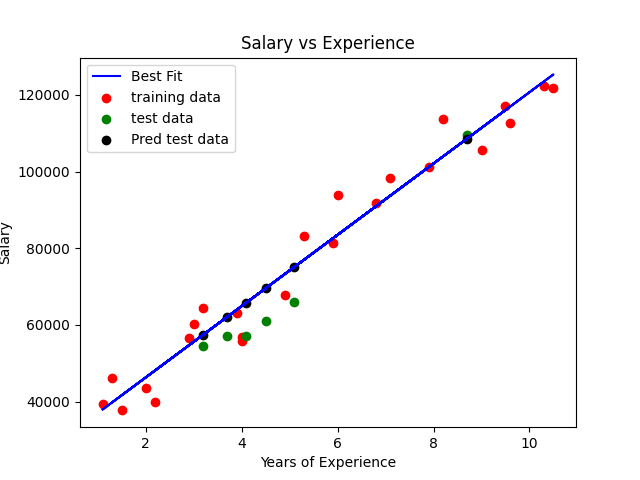 Salary vs Experience
Best Fit
training data
test data
Pred test data
120000
100000
80000
60000
40000
Salary
2
4
6
8
10
Years of Experience